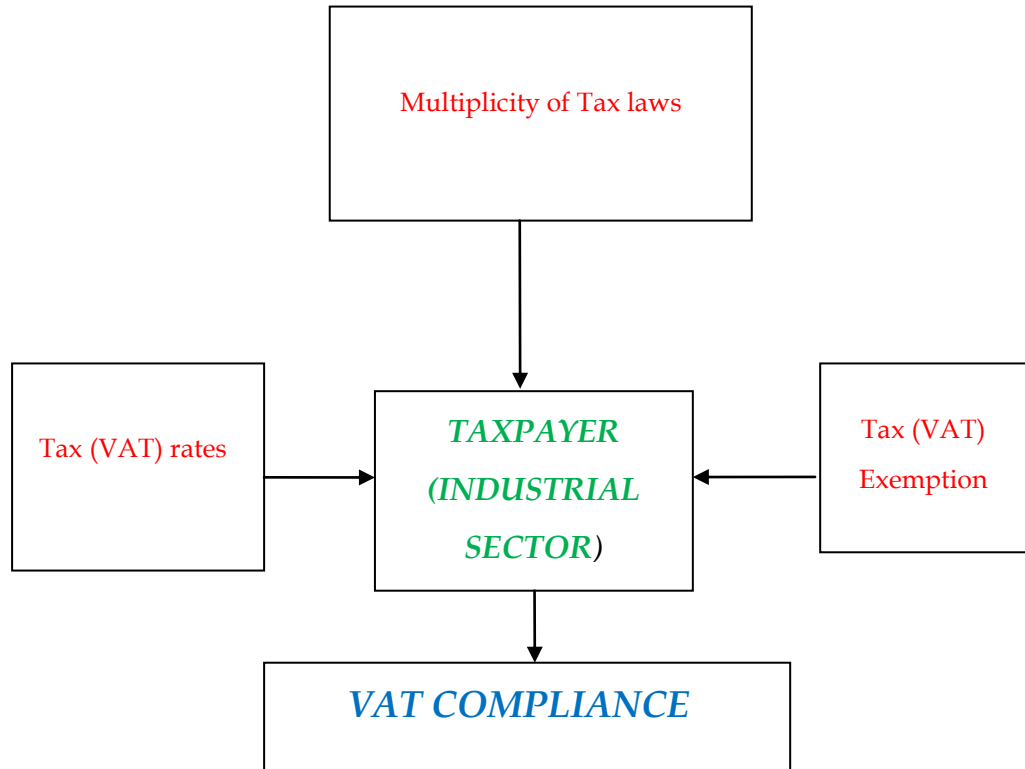 Multiplicity of Tax laws
Tax (VAT) rates
TAXPAYER
(INDUSTRIAL
SECTOR)
Tax (VAT)
Exemption
VAT COMPLIANCE